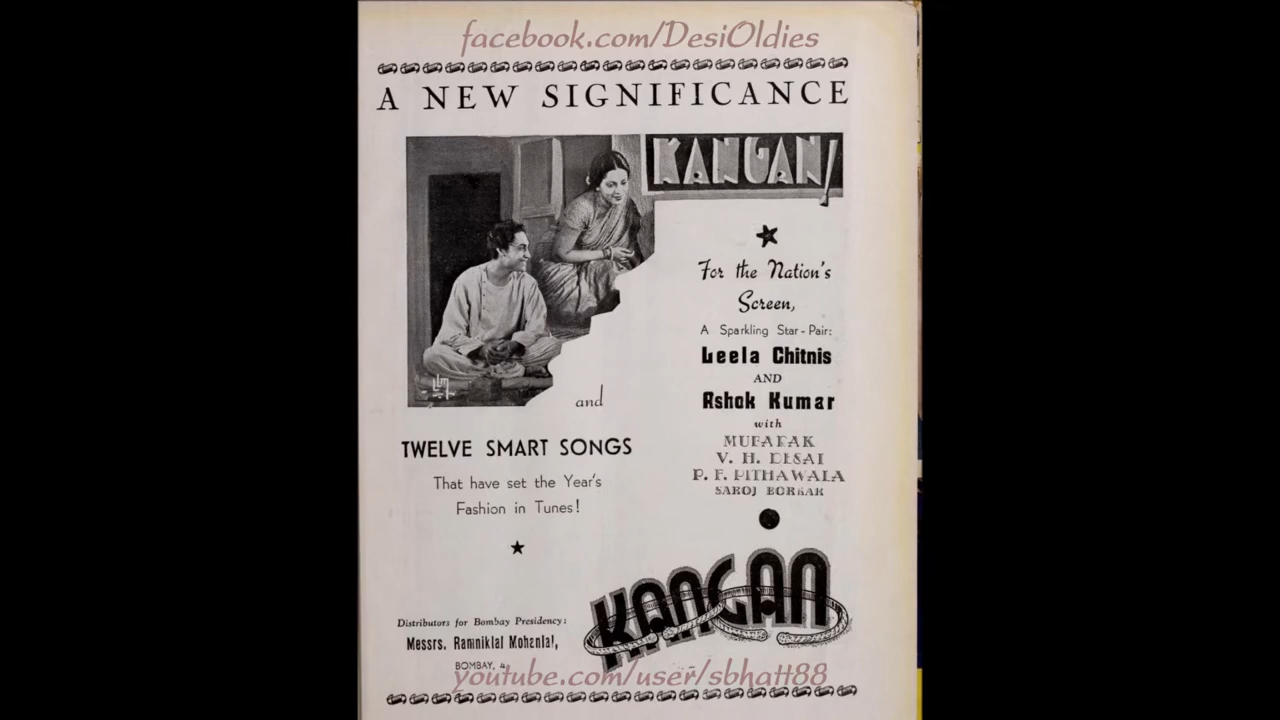 facebook.com/DesiOldies
A NEW SIGNIFICANCE
KANGAN!
For the Nation's
Screen,
A Sparkling Star-Pair:
Leela Chitnis
AND
Ashok Kumar
with
MUBARAK
V. H. DESAI
P. F. PITHAWALA
SAROJ BORKAR
and
TWELVE SMART SONGS
That have set the Year's
Fashion in Tunes!
KANGAN
Distributors for Bombay Presidency:
Messrs. Ramniklal Mohanlal,
BOMBAY, 4.
youtube.com/user/sbhatt88